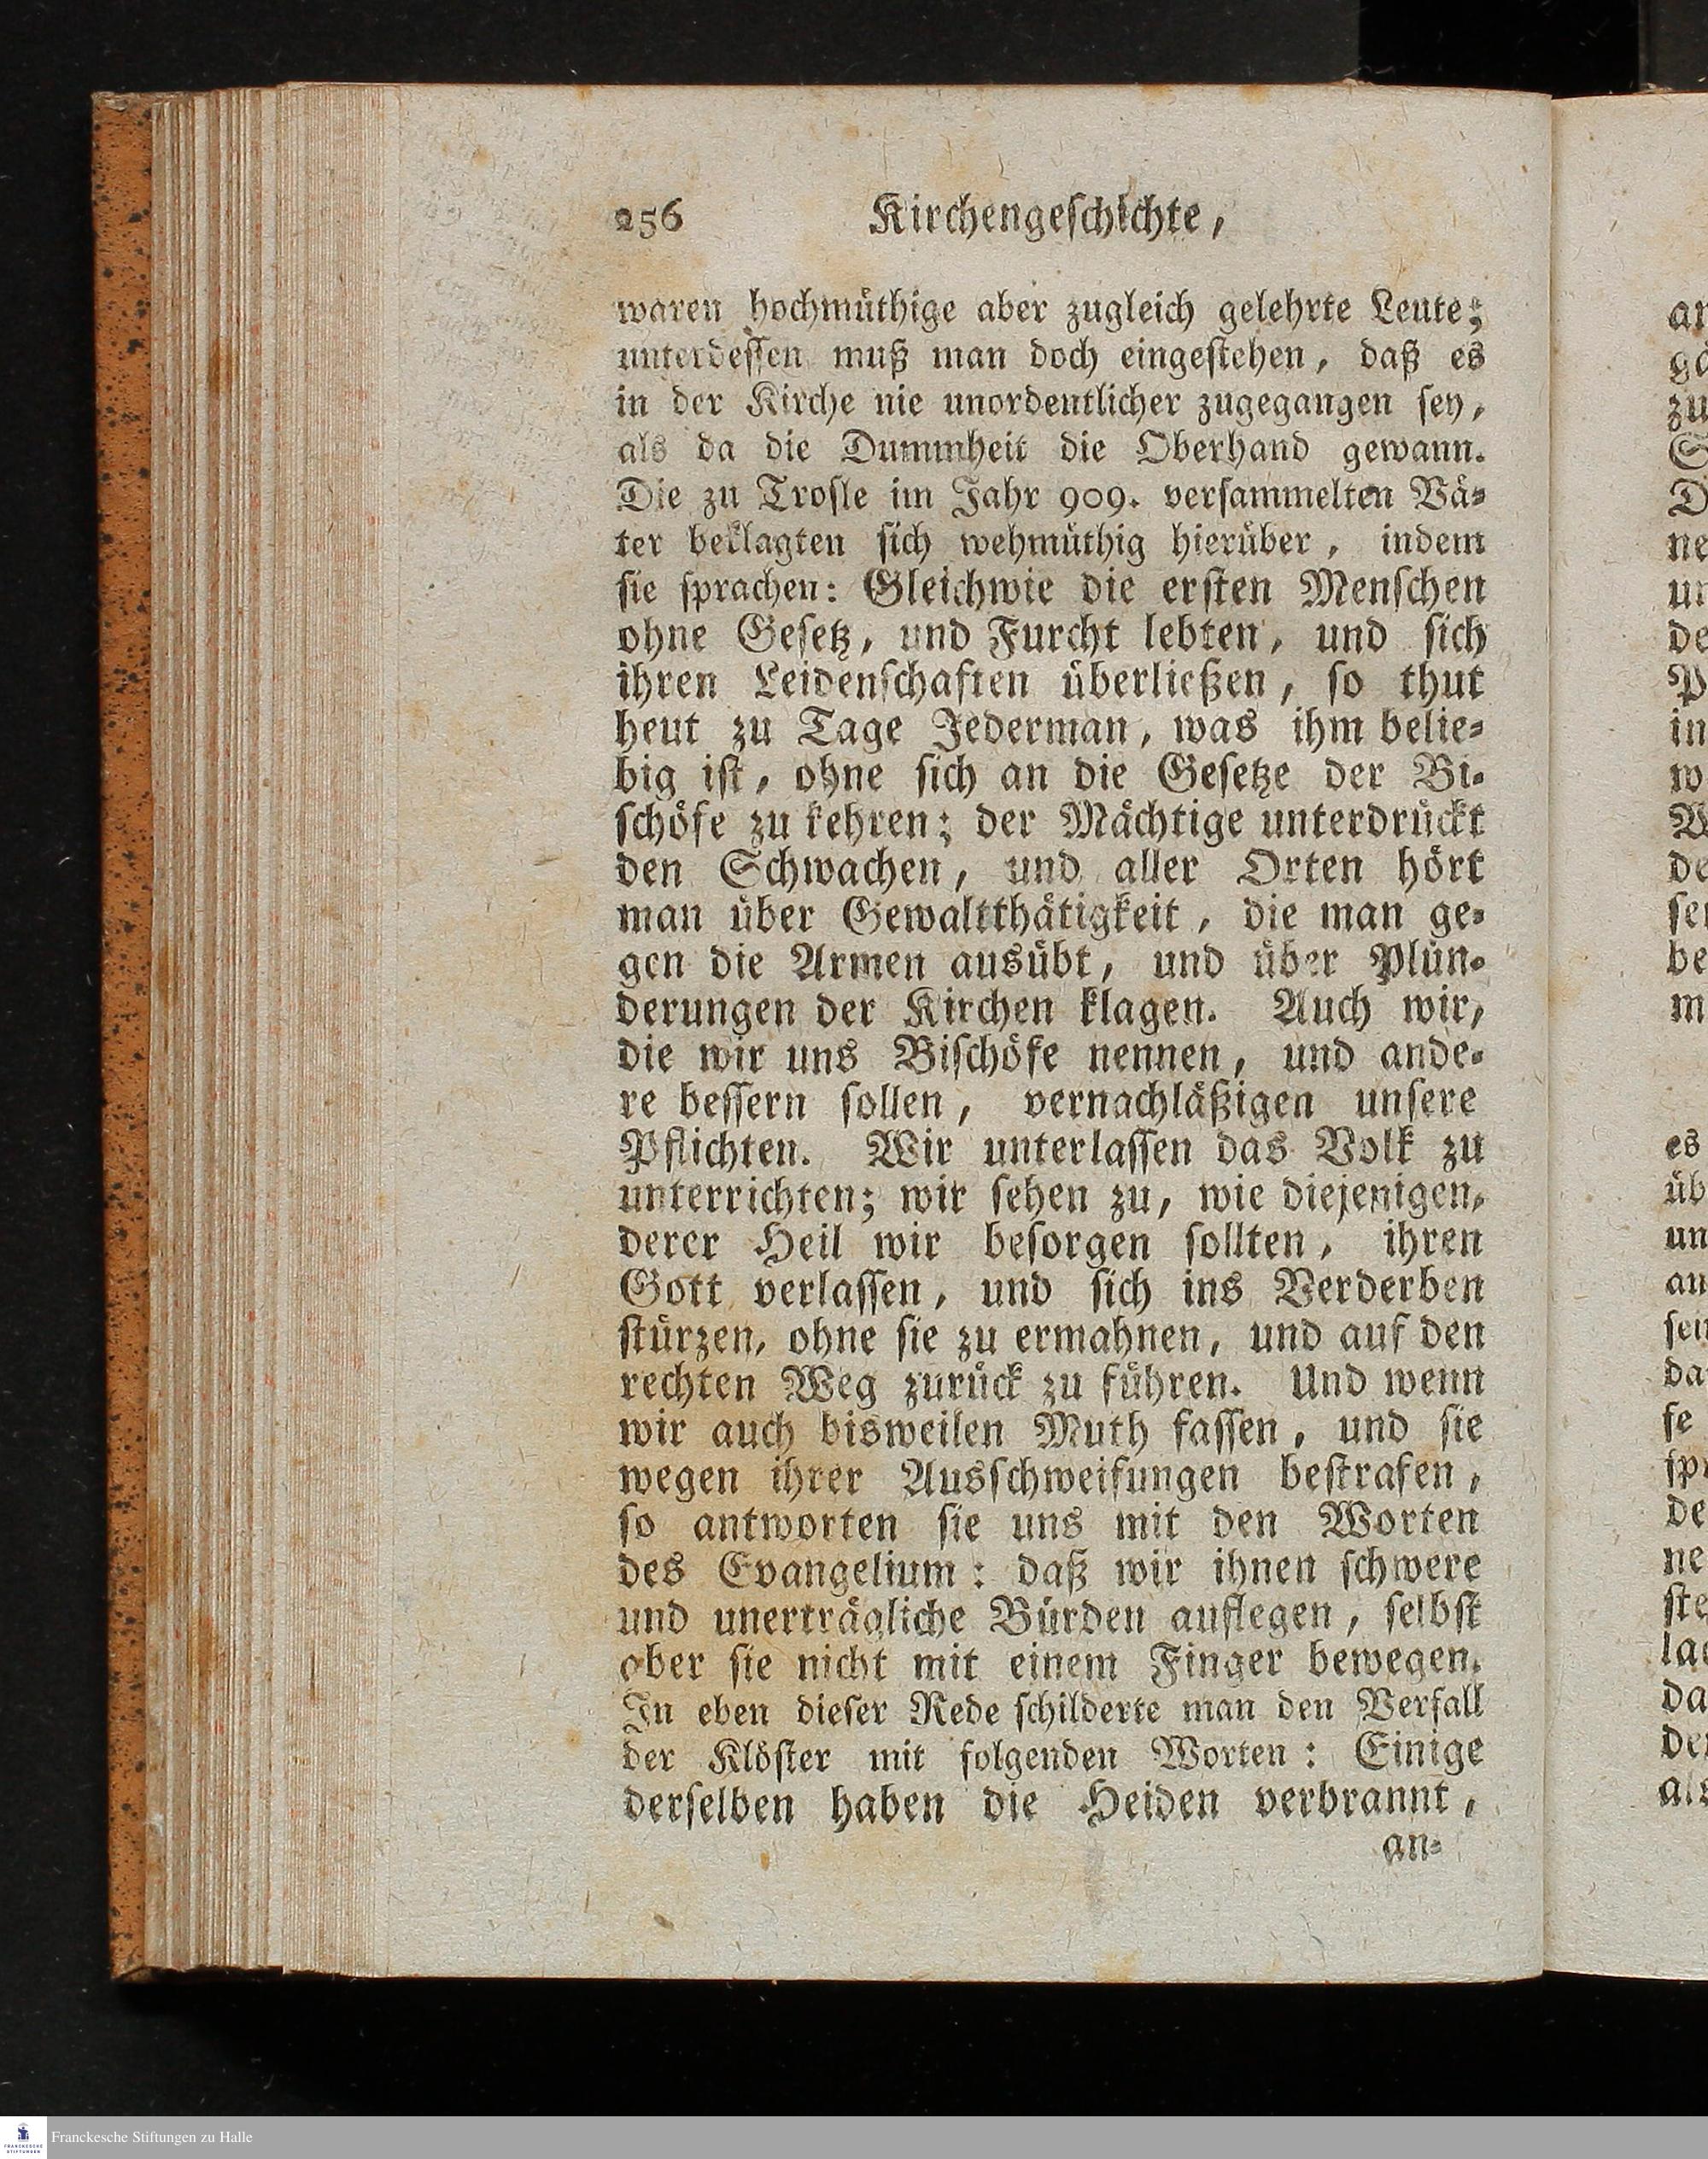 256 Kirchengeschichte,
waren hochmüthige aber zugleich gelehrte Leute;
unterdessen muß man doch eingestehen, daß es
in der Kirche nie unordentlicher zugegangen sey,
als da die Dummheit die Oberhand gewann.
Die zu Trosle im Jahr 909. versammelten Vä-
ter beklagten sich wehmüthig hierüber, indem
sie sprachen: Gleichwie die ersten Menschen
ohne Gesetz, und Furcht lebten, und sich
ihren Leidenschaften überließen, so thut
heut zu Tage Jederman, was ihm belie-
big ist, ohne sich an die Gesetze der Bi-
schöfe zu kehren; der Mächtige unterdrückt
den Schwachen, und aller Orten hört
man über Gewaltthätigkeit, die man ge-
gen die Armen ausübt, und über Plün-
derungen der Kirchen klagen. Auch wir,
die wir uns Bischöfe nennen, und ande-
re bessern sollen, vernachläßigen unsere
Pflichten. Wir unterlassen das Volk zu
unterrichten; wir sehen zu, wie diejenigen,
derer Heil wir besorgen sollten, ihren
Gott verlassen, und sich ins Verderben
stürzen, ohne sie zu ermahnen, und auf den
rechten Weg zurück zu führen. Und wenn
wir auch bisweilen Muth fassen, und sie
wegen ihrer Ausschweifungen bestrafen,
so antworten sie uns mit den Worten
des Evangelium: daß wir ihnen schwere
und unerträgliche Bürden auflegen, selbst
ober sie nicht mit einem Finger bewegen.
In eben dieser Rede schilderte man den Verfall
der Klöster mit folgenden Worten: Einige
derselben haben die Heiden verbrannt,
an-
Franckesche Stiftungen zu Halle